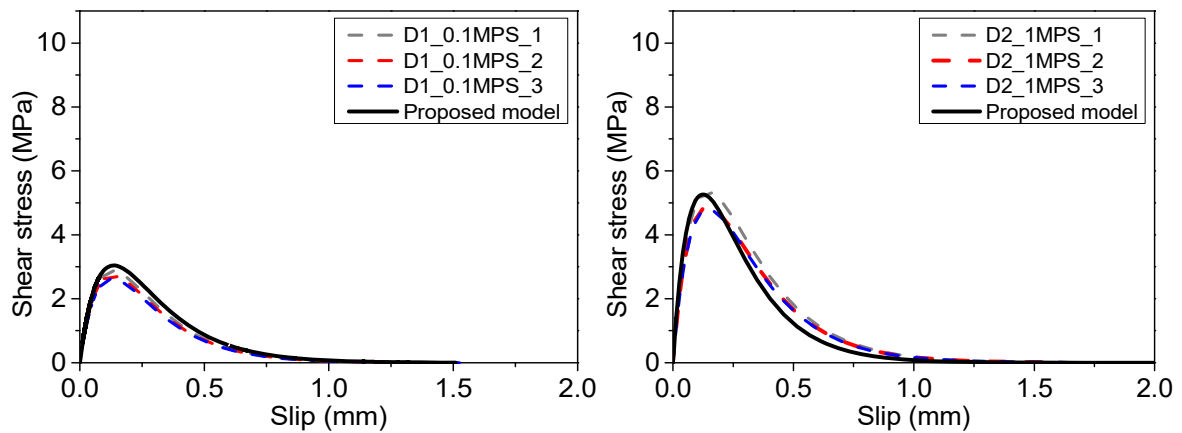 10
8
6
4
2
0
Shear stress (MPa)
D1_0.1MPS_1
D1_0.1MPS_2
D1_0.1MPS_3
Proposed model
0.0 0.5 1.0 1.5 2.0
Slip (mm)
10
8
6
4
2
0
Shear stress (MPa)
D2_1MPS_1
D2_1MPS_2
D2_1MPS_3
Proposed model
0.0 0.5 1.0 1.5 2.0
Slip (mm)